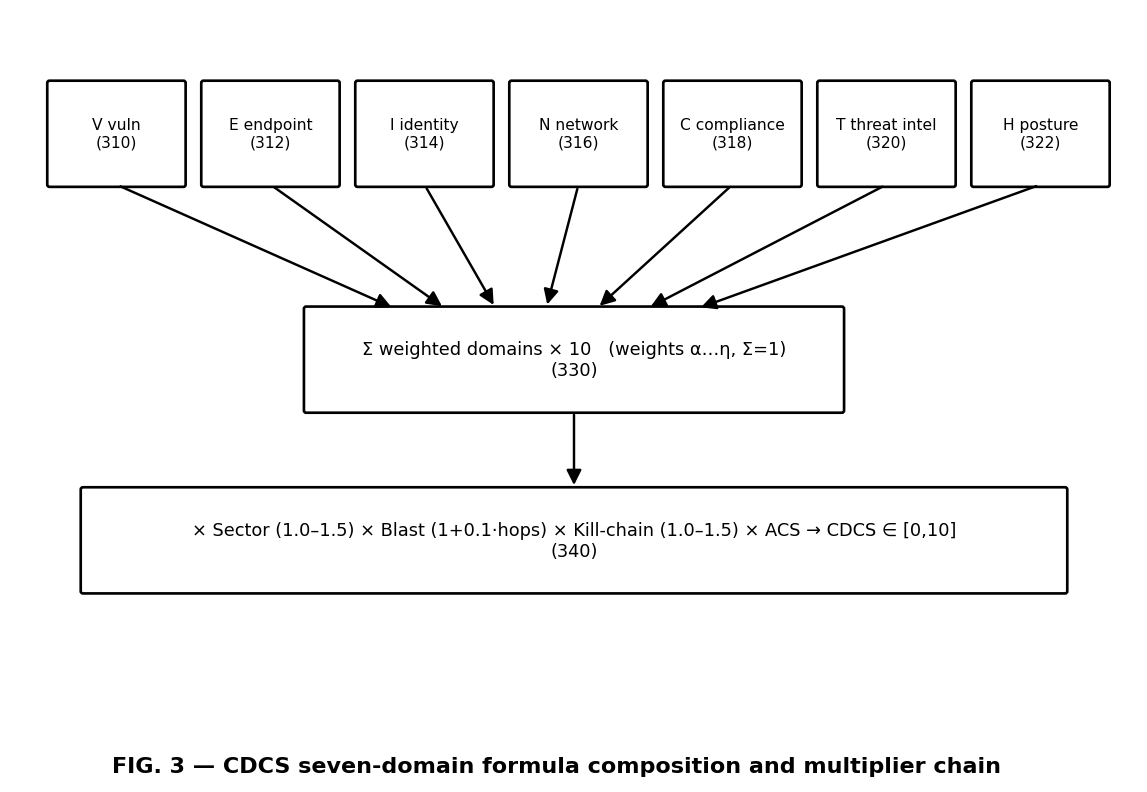 V vuln
(310)
E endpoint
(312)
I identity
(314)
N network
(316)
C compliance
(318)
T threat intel
(320)
H posture
(322)
Σ weighted domains × 10   (weights α…η, Σ=1)
(330)
× Sector (1.0–1.5) × Blast (1+0.1·hops) × Kill-chain (1.0–1.5) × ACS → CDCS ∈ [0,10]
(340)
FIG. 3 — CDCS seven-domain formula composition and multiplier chain